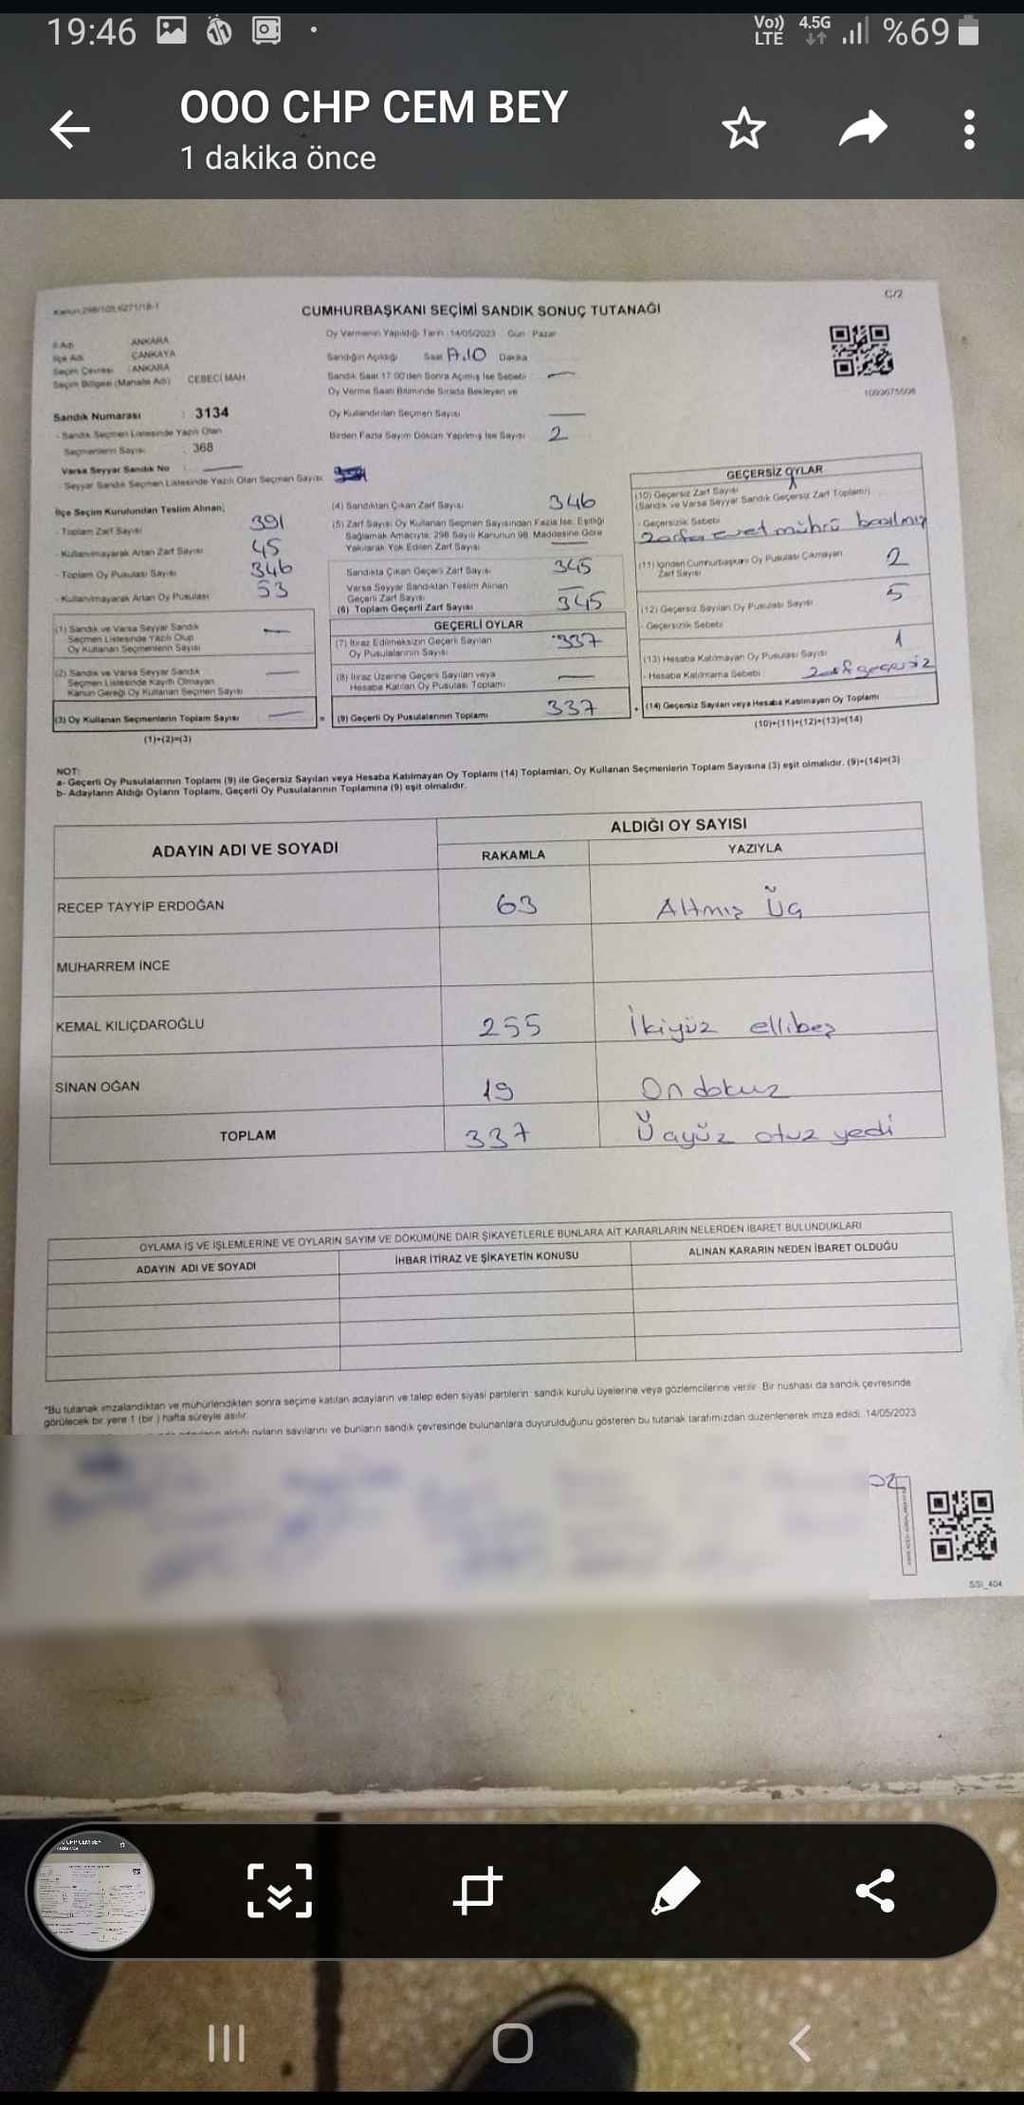 19:46 Vo)) LTE 4.5G %69
OOO CHP CEM BEY
1 dakika önce
C/2
CUMHURBAŞKANI SEÇİMİ SANDIK SONUÇ TUTANAĞI
İl Adı : ANKARA
İlçe Adı : ÇANKAYA
Seçim Çevresi : ANKARA
Seçim Bölgesi (Mahalle Adı) : CEBECİ MAH
Sandık Numarası : 3134
- Sandık Seçmen Listesinde Yazılı Olan
Seçmenlerin Sayısı : 368
Varsa Seyyar Sandık No :
- Seyyar Sandık Seçmen Listesinde Yazılı Olan Seçmen Sayısı
Oy Vermenin Yapıldığı Tarih : 14/05/2023 Gün : Pazar
Sandığın Açıldığı Saat 17.10 Dakika
Sandık Saat 17:00'den Sonra Açılmış İse Sebebi —
Oy Verme Saati Bitiminde Sırada Bekleyen ve
Oy Kullandırılan Seçmen Sayısı —
Birden Fazla Sayım Döküm Yapılmış İse Sayısı 2
1093675608
İlçe Seçim Kurulundan Teslim Alınan;
- Toplam Zarf Sayısı 391
- Kullanılmayarak Artan Zarf Sayısı 45
- Toplam Oy Pusulası Sayısı 346
- Kullanılmayarak Artan Oy Pusulası 53
(1) Sandık ve Varsa Seyyar Sandık
Seçmen Listesinde Yazılı Olup
Oy Kullanan Seçmenlerin Sayısı —
(2) Sandık ve Varsa Seyyar Sandık
Seçmen Listesinde Kayıtlı Olmayan
Kanun Gereği Oy Kullanan Seçmen Sayısı —
(3) Oy Kullanan Seçmenlerin Toplam Sayısı —
(1)+(2)=(3)
(4) Sandıktan Çıkan Zarf Sayısı 346
(5) Zarf Sayısı Oy Kullanan Seçmen Sayısından Fazla İse, Eşitliği
Sağlamak Amacıyla, 298 Sayılı Kanunun 98. Maddesine Göre
Yakılarak Yok Edilen Zarf Sayısı —
Sandıkta Çıkan Geçerli Zarf Sayısı 345
Varsa Seyyar Sandıktan Teslim Alınan
Geçerli Zarf Sayısı —
(6) Toplam Geçerli Zarf Sayısı 345
GEÇERLİ OYLAR
(7) İtiraz Edilmeksizin Geçerli Sayılan
Oy Pusulalarının Sayısı 337
(8) İtiraz Üzerine Geçerli Sayılan veya
Hesaba Katılan Oy Pusulası Toplamı —
(9) Geçerli Oy Pusulalarının Toplamı 337
GEÇERSİZ OYLAR
(10) Geçersiz Zarf Sayısı
(Sandık ve Varsa Seyyar Sandık Geçersiz Zarf Toplamı) 1
- Geçersizlik Sebebi
Zarfa evet mührü basılmış
(11) İçinden Cumhurbaşkanı Oy Pusulası Çıkmayan
Zarf Sayısı 2
(12) Geçersiz Sayılan Oy Pusulası Sayısı 5
- Geçersizlik Sebebi
(13) Hesaba Katılmayan Oy Pusulası Sayısı 1
- Hesaba Katılmama Sebebi Zarf geçersiz
(14) Geçersiz Sayılan veya Hesaba Katılmayan Oy Toplamı
(10)+(11)+(12)+(13)=(14)
NOT:
a- Geçerli Oy Pusulalarının Toplamı (9) ile Geçersiz Sayılan veya Hesaba Katılmayan Oy Toplamı (14) Toplamları, Oy Kullanan Seçmenlerin Toplam Sayısına (3) eşit olmalıdır. (9)+(14)=(3)
b- Adayların Aldığı Oyların Toplamı, Geçerli Oy Pusulalarının Toplamına (9) eşit olmalıdır.
ADAYIN ADI VE SOYADI ALDIĞI OY SAYISI
RAKAMLA YAZIYLA
RECEP TAYYİP ERDOĞAN 63 Altmış Üç
MUHARREM İNCE
KEMAL KILIÇDAROĞLU 255 İkiyüz ellibeş
SİNAN OĞAN 19 On dokuz
TOPLAM 337 Üçyüz otuz yedi
OYLAMA İŞ VE İŞLEMLERİNE VE OYLARIN SAYIM VE DÖKÜMÜNE DAİR ŞİKAYETLERLE BUNLARA AİT KARARLARIN NELERDEN İBARET BULUNDUKLARI
ADAYIN ADI VE SOYADI İHBAR İTİRAZ VE ŞİKAYETİN KONUSU ALINAN KARARIN NEDEN İBARET OLDUĞU
*Bu tutanak imzalandıktan ve mühürlendikten sonra seçime katılan adayların ve talep eden siyasi partilerin sandık kurulu üyelerine veya gözlemcilerine verilir. Bir nüshası da sandık çevresinde
görülecek bir yere 1 (bir) hafta süreyle asılır.
aldığı oyların sayılarını ve bunların sandık çevresinde bulunanlara duyurulduğunu gösteren bu tutanak tarafımızdan düzenlenerek imza edildi. 14/05/2023
SSI_404